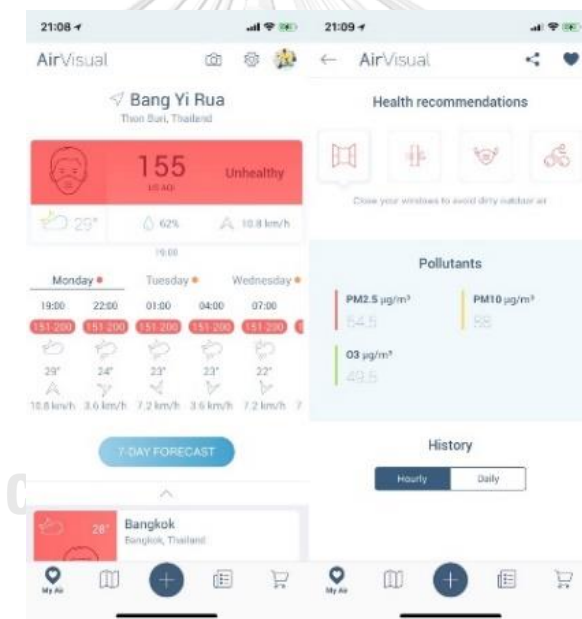 21:08
AirVisual
Bang Yi Rua
Thon Buri, Thailand
155
US AQI
Unhealthy
29°
62%
10.8 km/h
19:00
Monday
Tuesday
Wednesday
19:00 22:00 01:00 04:00 07:00
151-200 151-200 151-200 151-200 151-200
29° 24° 23° 23° 22°
10.8 km/h 3.6 km/h 7.2 km/h 3.6 km/h 7.2 km/h 7
7-DAY FORECAST
28°
Bangkok
Bangkok, Thailand
My Air
21:09
AirVisual
Health recommendations
Close your windows to avoid dirty outdoor air
Pollutants
PM2.5 µg/m³
64.5
PM10 µg/m³
88
O3 µg/m³
49.5
History
Hourly
Daily
My Air